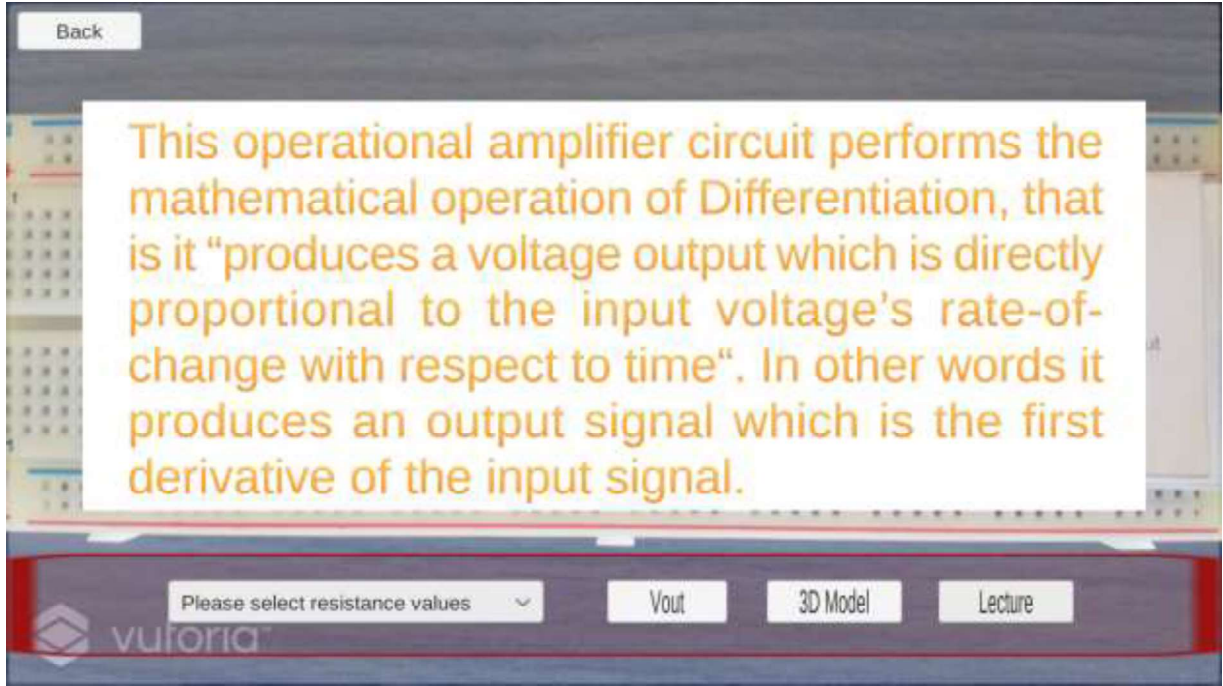 Back
This operational amplifier circuit performs the
mathematical operation of Differentiation, that
is it “produces a voltage output which is directly
proportional to the input voltage’s rate-of-
change with respect to time“. In other words it
produces an output signal which is the first
derivative of the input signal.
ut
Please select resistance values
Vout
3D Model
Lecture
vuforia™